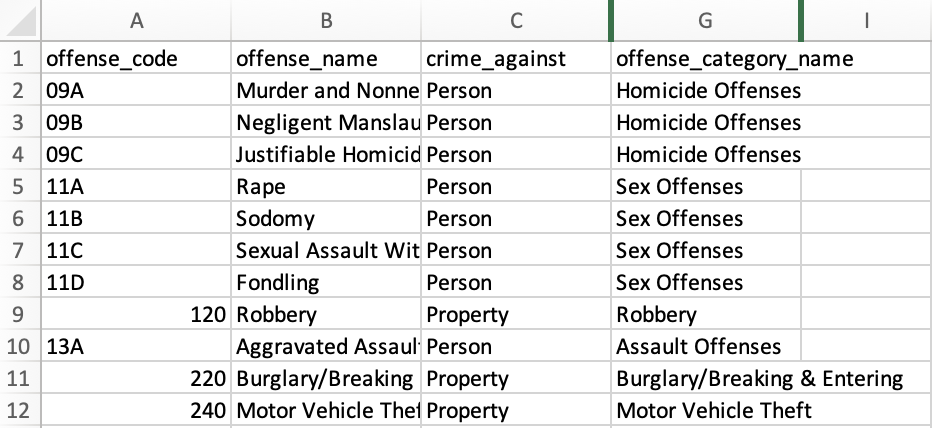 A B C G I
1 offense_code offense_name crime_against offense_category_name
2 09A Murder and Nonne Person Homicide Offenses
3 09B Negligent Manslau Person Homicide Offenses
4 09C Justifiable Homicid Person Homicide Offenses
5 11A Rape Person Sex Offenses
6 11B Sodomy Person Sex Offenses
7 11C Sexual Assault Wit Person Sex Offenses
8 11D Fondling Person Sex Offenses
9 120 Robbery Property Robbery
10 13A Aggravated Assaul Person Assault Offenses
11 220 Burglary/Breaking Property Burglary/Breaking & Entering
12 240 Motor Vehicle Thef Property Motor Vehicle Theft